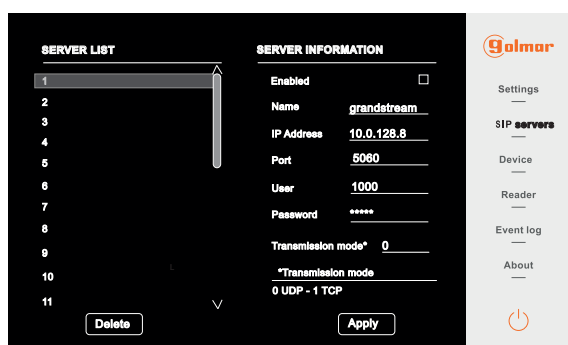 SERVER LIST
1
2
3
4
5
6
7
8
9
10
11
Delete
SERVER INFORMATION
Enabled
Name grandstream
IP Address 10.0.128.8
Port 5060
User 1000
Password *****
Transmission mode* 0
*Transmission mode
0 UDP - 1 TCP
Apply
golmar
Settings
SIP servers
Device
Reader
Event log
About